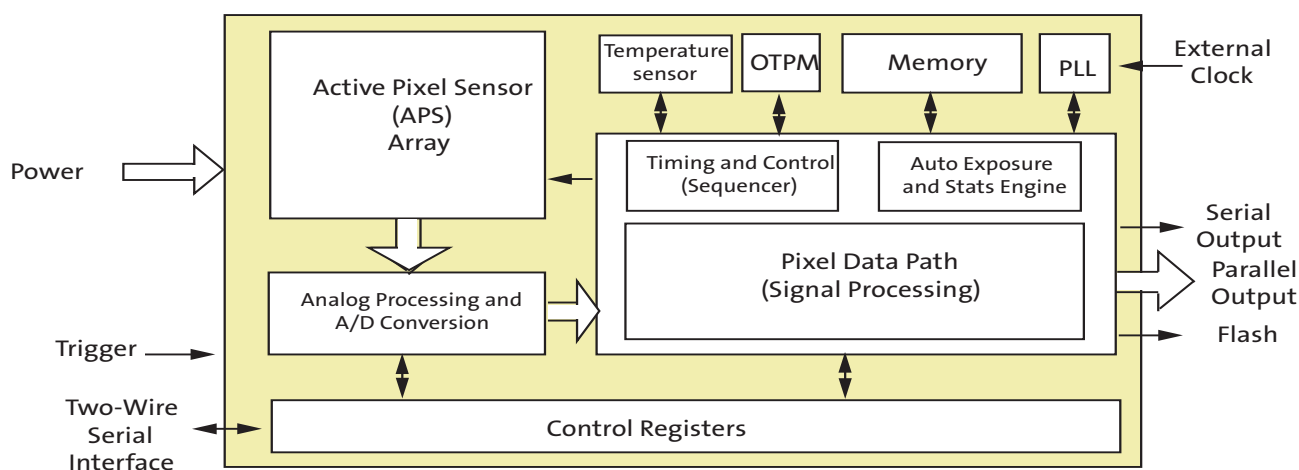 Active Pixel Sensor
(APS)
Array
Temperature
sensor
OTPM
Memory
PLL
External
Clock
Power
Timing and Control
(Sequencer)
Auto Exposure
and Stats Engine
Pixel Data Path
(Signal Processing)
Serial
Output
Parallel
Output
Flash
Analog Processing and
A/D Conversion
Trigger
Two-Wire
Serial
Interface
Control Registers